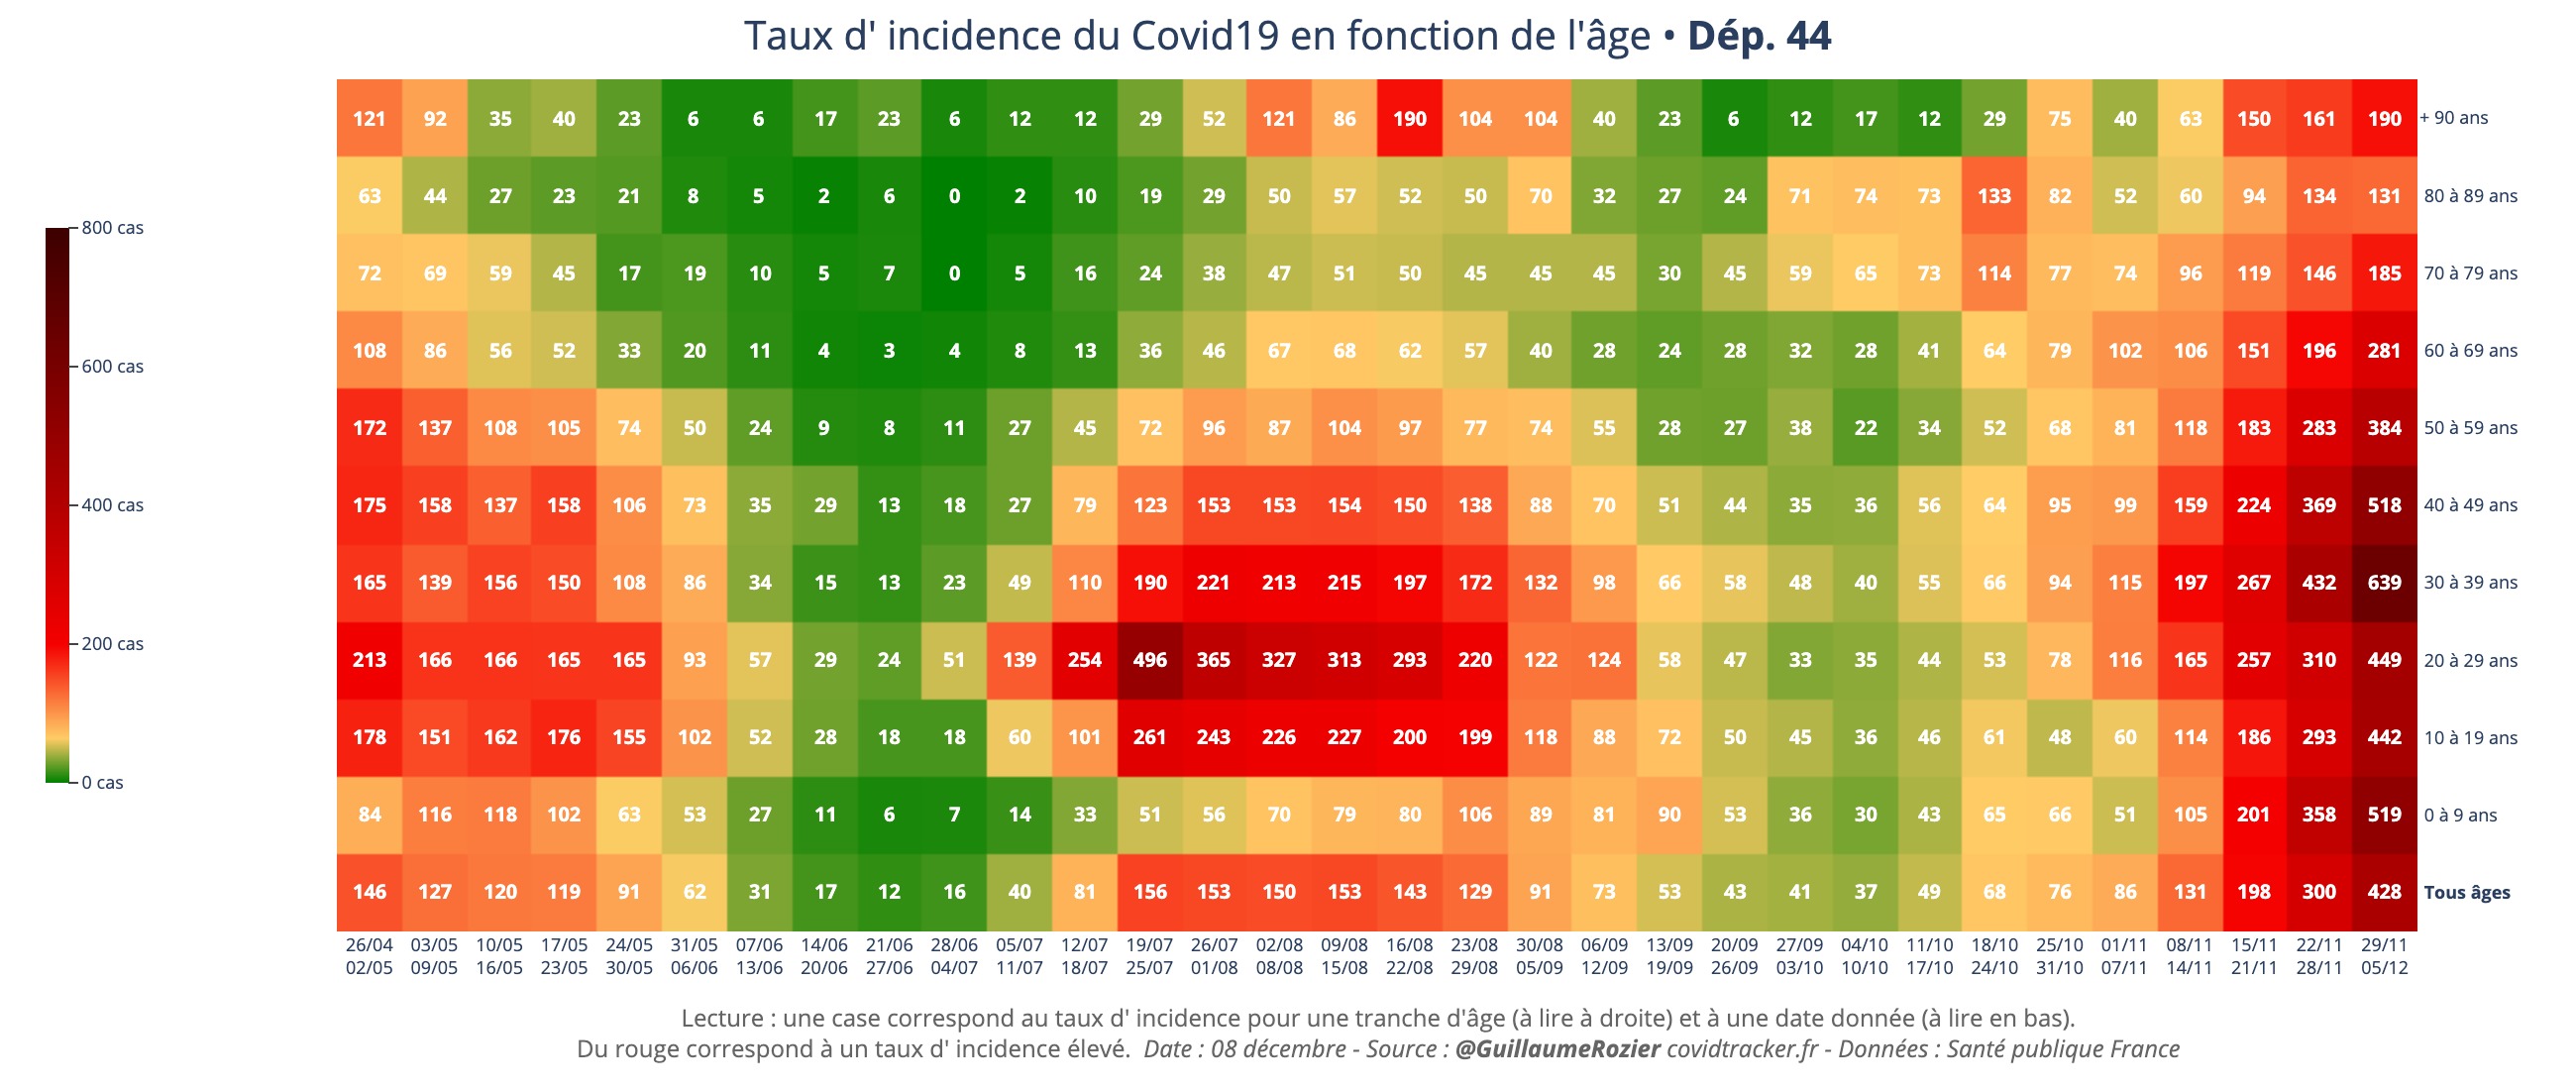 Taux d' incidence du Covid19 en fonction de l'âge • Dép. 44
121 92 35 40 23 6 6 17 23 6 12 12 29 52 121 86 190 104 104 40 23 6 12 17 12 29 75 40 63 150 161 190 + 90 ans
63 44 27 23 21 8 5 2 6 0 2 10 19 29 50 57 52 50 70 32 27 24 71 74 73 133 82 52 60 94 134 131 80 à 89 ans
800 cas
72 69 59 45 17 19 10 5 7 0 5 16 24 38 47 51 50 45 45 45 30 45 59 65 73 114 77 74 96 119 146 185 70 à 79 ans
108 86 56 52 33 20 11 4 3 4 8 13 36 46 67 68 62 57 40 28 24 28 32 28 41 64 79 102 106 151 196 281 60 à 69 ans
600 cas
172 137 108 105 74 50 24 9 8 11 27 45 72 96 87 104 97 77 74 55 28 27 38 22 34 52 68 81 118 183 283 384 50 à 59 ans
400 cas
175 158 137 158 106 73 35 29 13 18 27 79 123 153 153 154 150 138 88 70 51 44 35 36 56 64 95 99 159 224 369 518 40 à 49 ans
165 139 156 150 108 86 34 15 13 23 49 110 190 221 213 215 197 172 132 98 66 58 48 40 55 66 94 115 197 267 432 639 30 à 39 ans
200 cas
213 166 166 165 165 93 57 29 24 51 139 254 496 365 327 313 293 220 122 124 58 47 33 35 44 53 78 116 165 257 310 449 20 à 29 ans
178 151 162 176 155 102 52 28 18 18 60 101 261 243 226 227 200 199 118 88 72 50 45 36 46 61 48 60 114 186 293 442 10 à 19 ans
0 cas
84 116 118 102 63 53 27 11 6 7 14 33 51 56 70 79 80 106 89 81 90 53 36 30 43 65 66 51 105 201 358 519 0 à 9 ans
146 127 120 119 91 62 31 17 12 16 40 81 156 153 150 153 143 129 91 73 53 43 41 37 49 68 76 86 131 198 300 428 Tous âges
26/04 03/05 10/05 17/05 24/05 31/05 07/06 14/06 21/06 28/06 05/07 12/07 19/07 26/07 02/08 09/08 16/08 23/08 30/08 06/09 13/09 20/09 27/09 04/10 11/10 18/10 25/10 01/11 08/11 15/11 22/11 29/11
02/05 09/05 16/05 23/05 30/05 06/06 13/06 20/06 27/06 04/07 11/07 18/07 25/07 01/08 08/08 15/08 22/08 29/08 05/09 12/09 19/09 26/09 03/10 10/10 17/10 24/10 31/10 07/11 14/11 21/11 28/11 05/12
Lecture : une case correspond au taux d' incidence pour une tranche d'âge (à lire à droite) et à une date donnée (à lire en bas).
Du rouge correspond à un taux d' incidence élevé. Date : 08 décembre - Source : @GuillaumeRozier covidtracker.fr - Données : Santé publique France